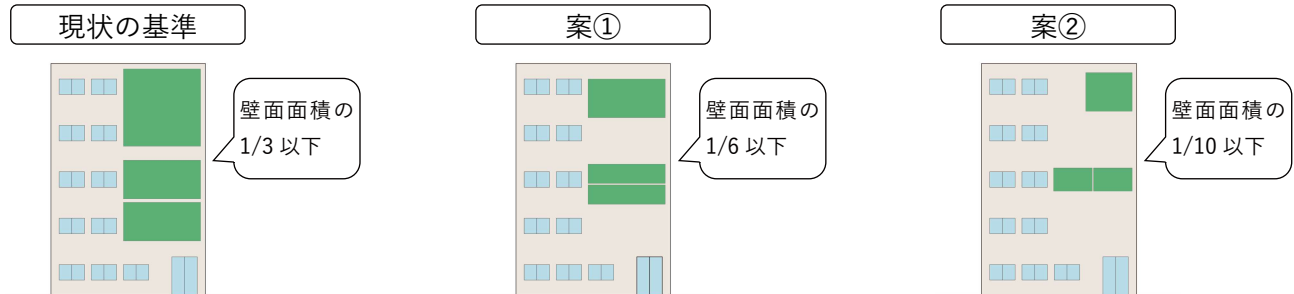 現状の基準
案①
案②
壁面面積の
1/3 以下
壁面面積の
1/6 以下
壁面面積の
1/10 以下